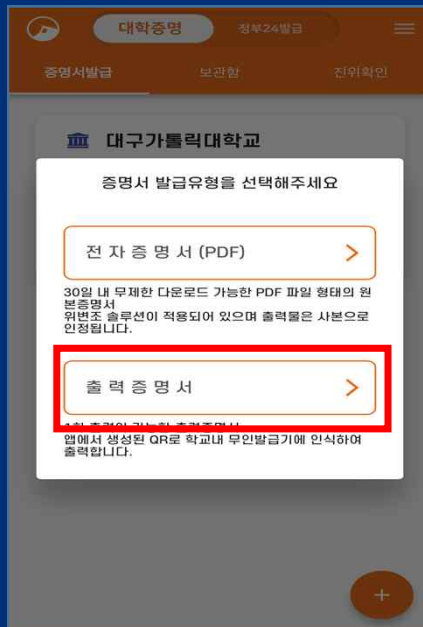 대학증명 정부24발급
증명서발급 보관함 진위확인
대구가톨릭대학교
증명서 발급유형을 선택해주세요
전 자 증 명 서 (PDF)
30일 내 무제한 다운로드 가능한 PDF 파일 형태의 원
본증명서
위변조 솔루션이 적용되어 있으며 출력물은 사본으로
인정됩니다.
출 력 증 명 서
앱에서 생성된 QR로 학교내 무인발급기에 인식하여
출력합니다.